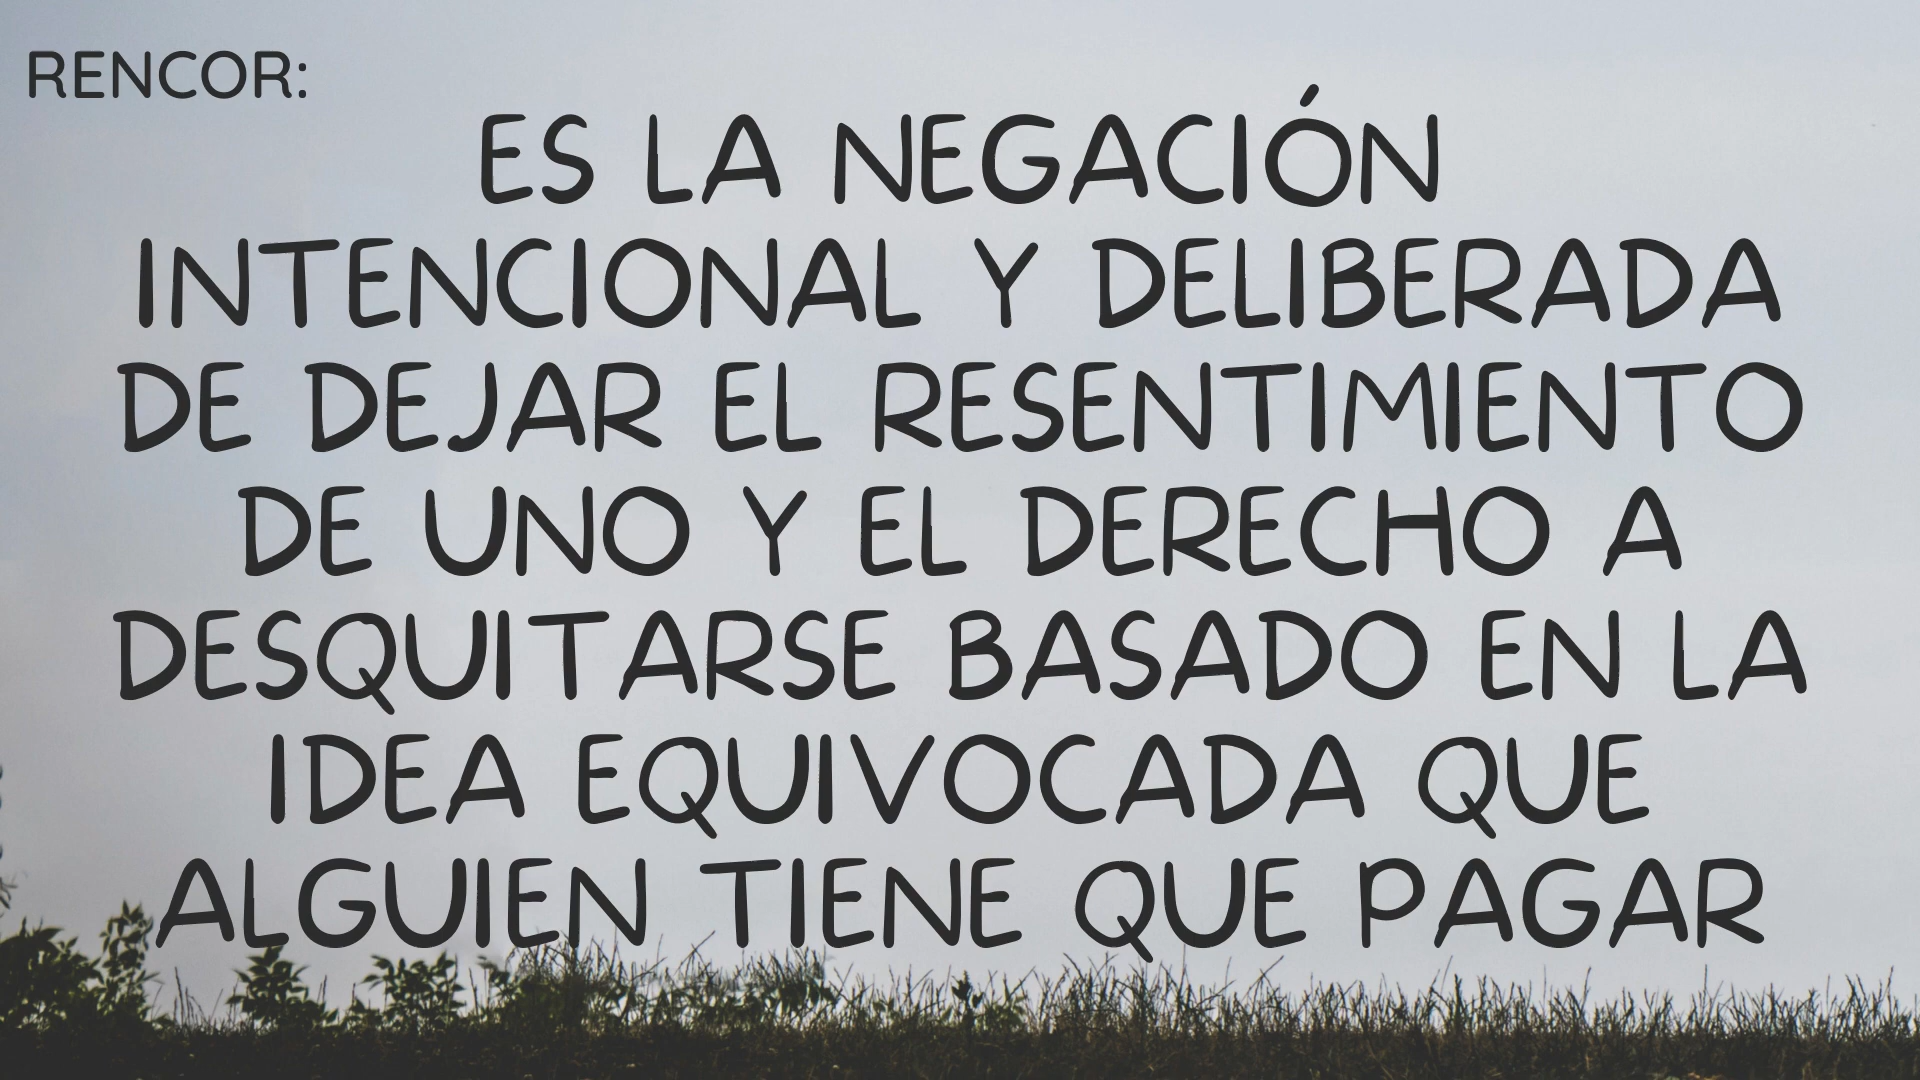 RENCOR:
ES LA NEGACIÓN
INTENCIONAL Y DELIBERADA
DE DEJAR EL RESENTIMIENTO
DE UNO Y EL DERECHO A
DESQUITARSE BASADO EN LA
IDEA EQUIVOCADA QUE
ALGUIEN TIENE QUE PAGAR